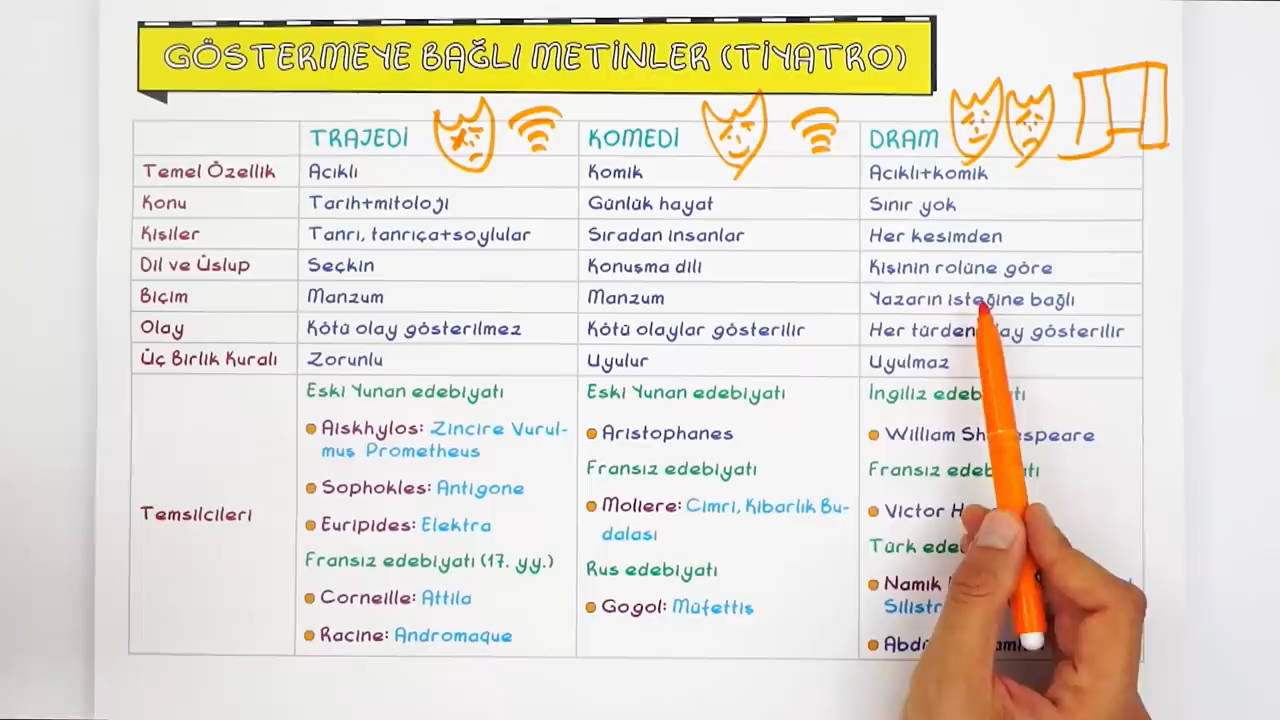 GÖSTERMEYE BAĞLI METİNLER (TİYATRO)
TRAJEDİ KOMEDİ DRAM
Temel Özellik Acıklı Komik Acıklı+komik
Konu Tarih+mitoloji Günlük hayat Sınır yok
Kişiler Tanrı, tanrıça+soylular Sıradan insanlar Her kesimden
Dil ve Üslup Seçkin Konuşma dili Kişinin rolüne göre
Biçim Manzum Manzum Yazarın isteğine bağlı
Olay Kötü olay gösterilmez Kötü olaylar gösterilir Her türden olay gösterilir
Üç Birlik Kuralı Zorunlu Uyulur Uyulmaz
Temsilcileri
Eski Yunan edebiyatı
Aiskhylos: Zincire Vurul-
muş Prometheus
Sophokles: Antigone
Euripides: Elektra
Fransız edebiyatı (17. y.y.)
Corneille: Attila
Racine: Andromaque
Eski Yunan edebiyatı
Aristophanes
Fransız edebiyatı
Moliere: Cimri, Kibarlık Bu-
dalası
Rus edebiyatı
Gogol: Müfettiş
İngiliz edebiyatı
William Shakespeare
Fransız edebiyatı
Victor
Türk
Namık